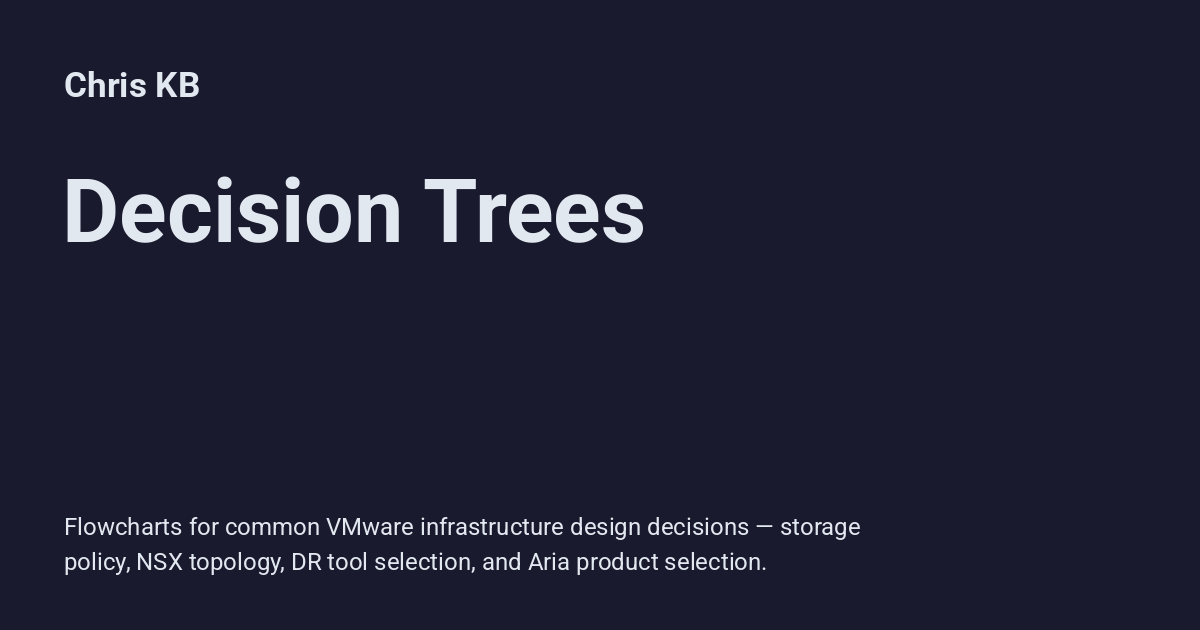 Chris KB
Decision Trees
Flowcharts for common VMware infrastructure design decisions — storage
policy, NSX topology, DR tool selection, and Aria product selection.